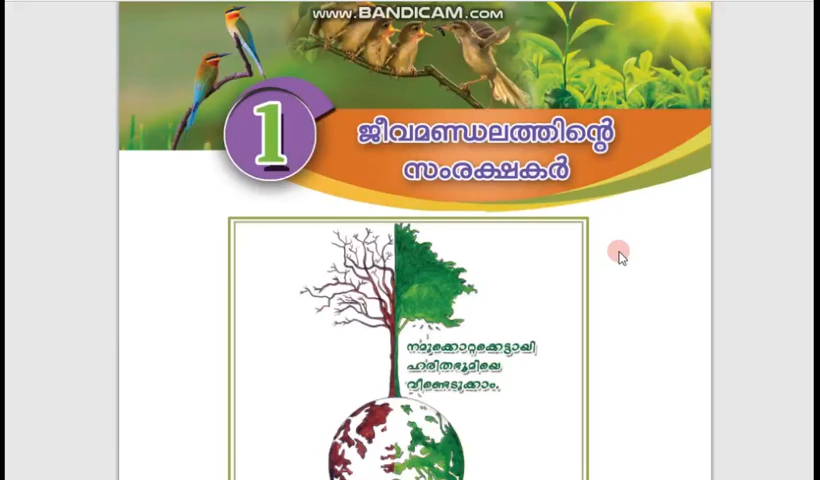 www.BANDICAM.com
1
ജീവമണ്ഡലത്തിന്റെ
സംരക്ഷകർ
നമുക്കൊറ്റക്കെട്ടായി
ഹരിതഭൂമിയെ
വീണ്ടെടുക്കാം.